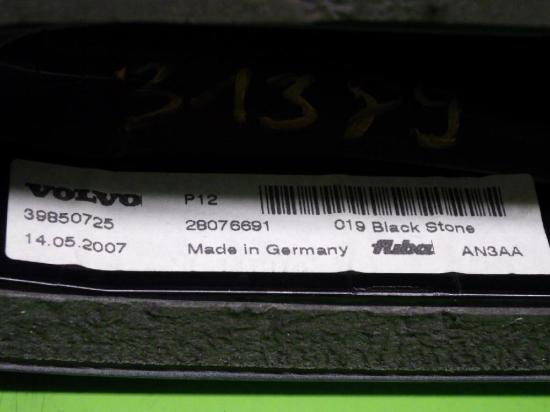 31379
VOLVO P12
39850725 28076691 019 Black Stone
14.05.2007 Made in Germany fuba AN3AA